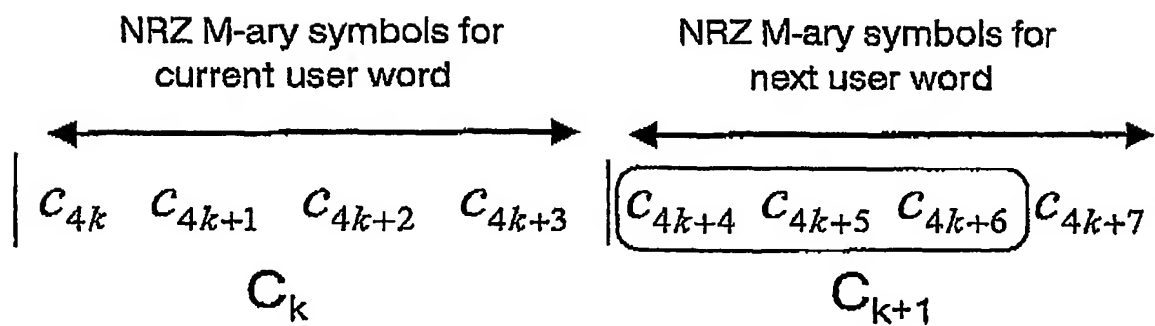 NRZ M-ary symbols for
current user word
NRZ M-ary symbols for
next user word
c₄ₖ c₄ₖ₊₁ c₄ₖ₊₂ c₄ₖ₊₃ c₄ₖ₊₄ c₄ₖ₊₅ c₄ₖ₊₆ c₄ₖ₊₇
Cₖ Cₖ₊₁